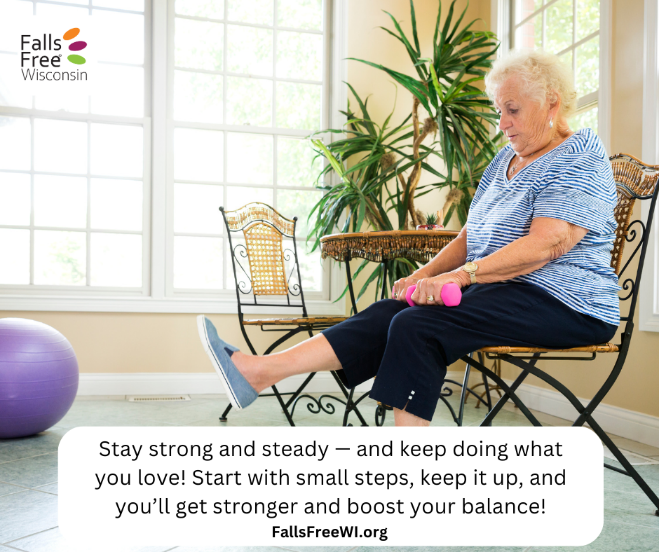 Falls
Free
Wisconsin
Stay strong and steady — and keep doing what
you love! Start with small steps, keep it up, and
you’ll get stronger and boost your balance!
FallsFreeWI.org